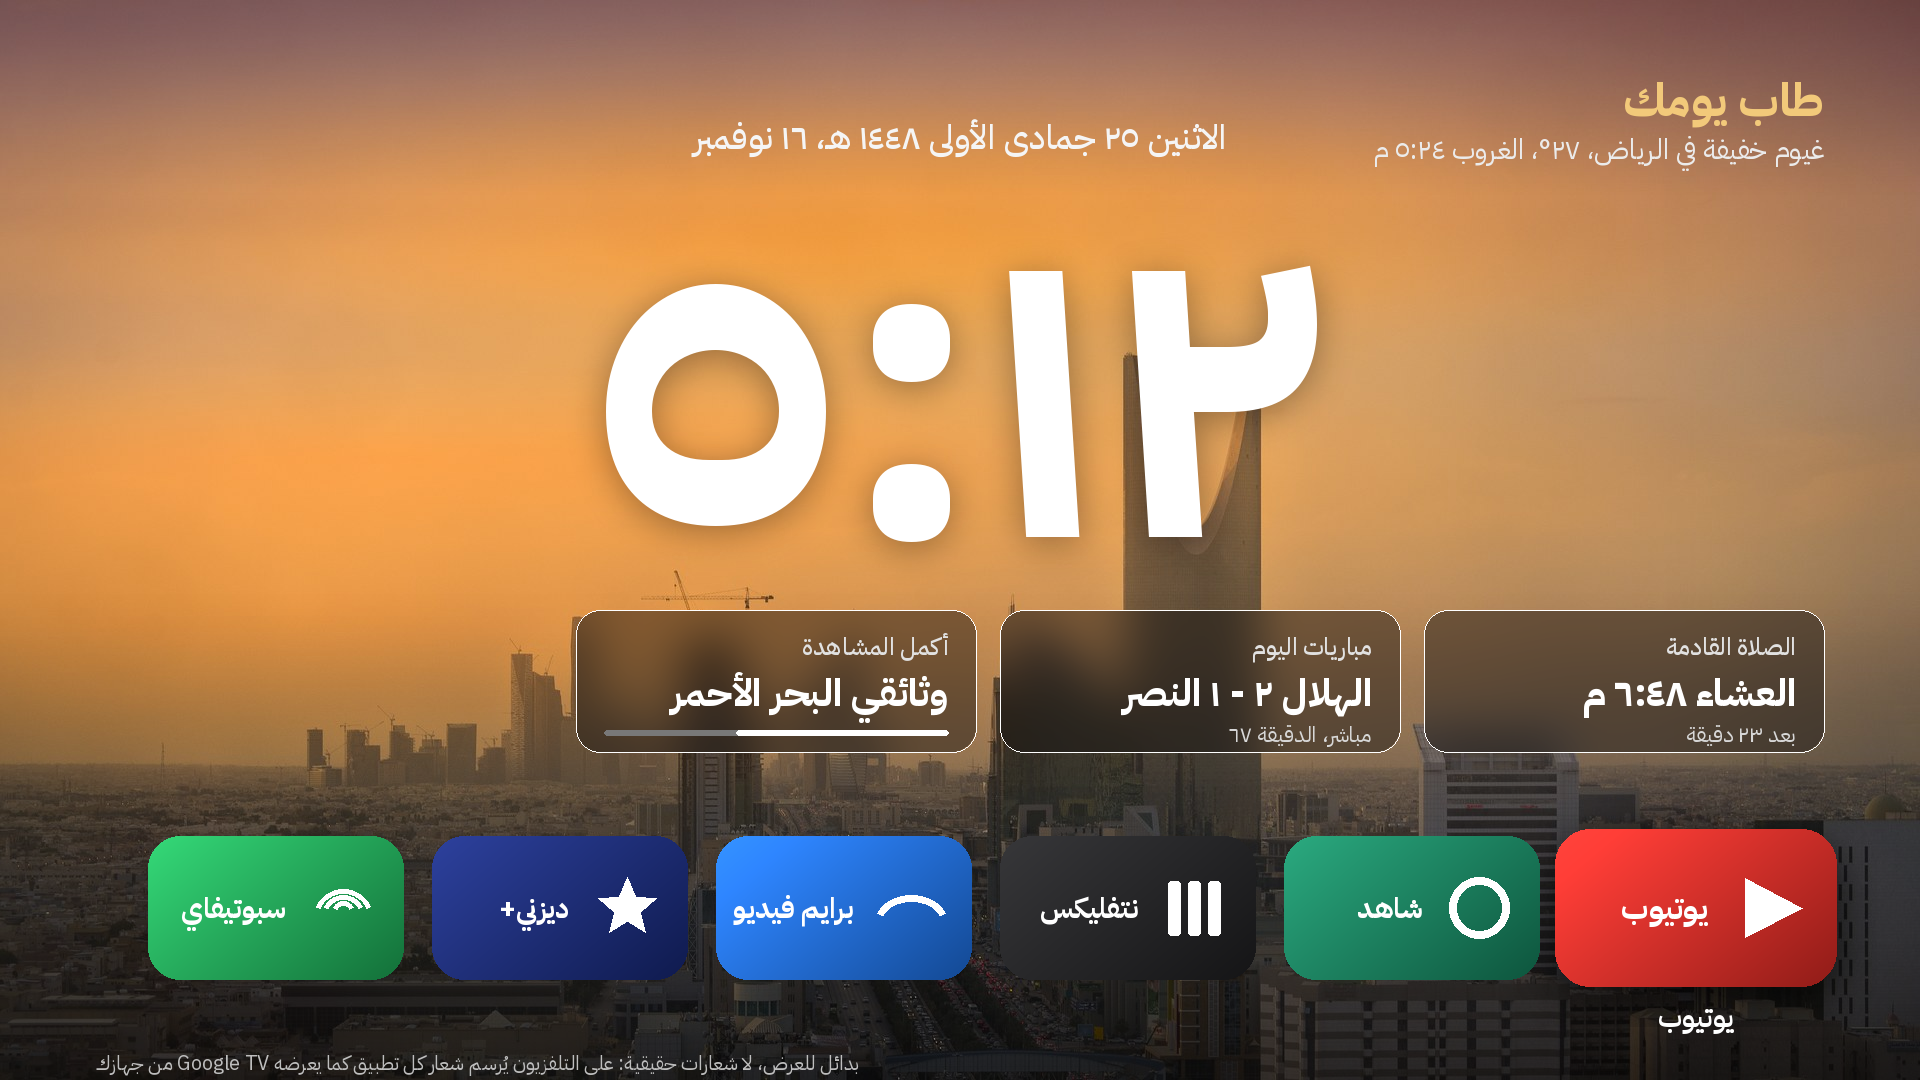 طاب يومك
غيوم خفيفة في الرياض، ٢٧°، الغروب ٥:٢٤ م
الاثنين ٢٥ جمادى الأولى ١٤٤٨ هـ، ١٦ نوفمبر
٥:١٢
الصلاة القادمة
العشاء ٦:٤٨ م
بعد ٢٣ دقيقة
مباريات اليوم
الهلال ٢ - ١ النصر
مباشر، الدقيقة ٦٧
أكمل المشاهدة
وثائقي البحر الأحمر
يوتيوب
شاهد
نتفليكس
برايم فيديو
ديزني+
سبوتيفاي
يوتيوب
بدائل للعرض، لا شعارات حقيقية: على التلفزيون يُرسم شعار كل تطبيق كما يعرضه Google TV من جهازك